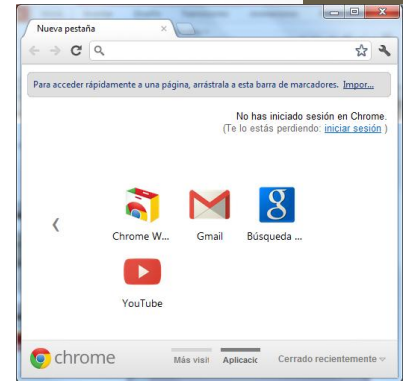 Nueva pestaña
Para acceder rápidamente a una página, arrástrala a esta barra de marcadores. Impor...
No has iniciado sesión en Chrome.
(Te lo estás perdiendo: iniciar sesión )
Chrome W... Gmail Búsqueda ...
YouTube
chrome Más visit Aplicacic Cerrado recientemente